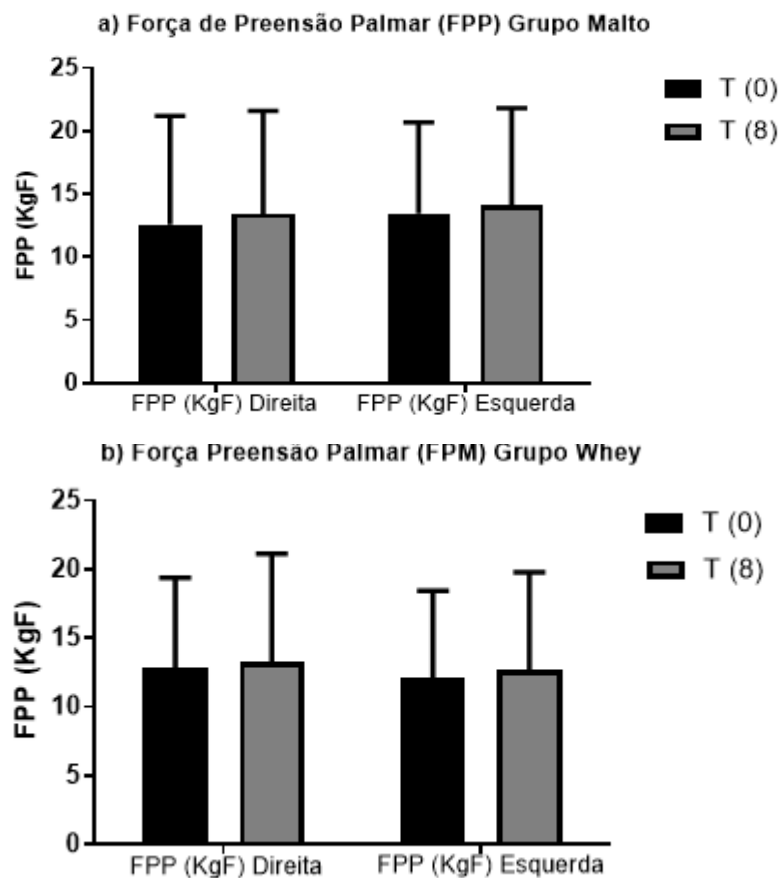 a) Força de Preensão Palmar (FPP) Grupo Malto
25
20
15
10
5
0
FPP (KgF)
T (0)
T (8)
FPP (KgF) Direita
FPP (KgF) Esquerda
b) Força Preensão Palmar (FPM) Grupo Whey
25
20
15
10
5
0
FPP (KgF)
T (0)
T (8)
FPP (KgF) Direita
FPP (KgF) Esquerda